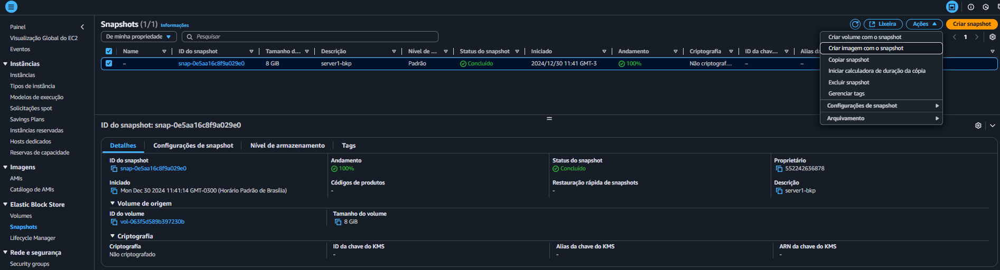 Painel
Visualização Global do EC2
Eventos
Instâncias
Instâncias
Tipos de instância
Modelos de execução
Solicitações spot
Savings Plans
Instâncias reservadas
Hosts dedicados
Reservas de capacidade
Imagens
AMIs
Catálogo de AMIs
Elastic Block Store
Volumes
Snapshots
Lifecycle Manager
Rede e segurança
Security groups
Snapshots (1/1) Informações
Lixeira Ações Criar snapshot
De minha propriedade Pesquisar
1
Name ID do snapshot Tamanho d... Descrição Nível de ... Status do snapshot Iniciado Andamento Criptografia ID da chav... Alias da
– snap-0e5aa16c8f9a029e0 8 GiB server1-bkp Padrão Concluído 2024/12/30 11:41 GMT-3 100% Não criptograf... – –
Criar volume com o snapshot
Criar imagem com o snapshot
Copiar snapshot
Iniciar calculadora de duração da cópia
Excluir snapshot
Gerenciar tags
Configurações de snapshot
Arquivamento
ID do snapshot: snap-0e5aa16c8f9a029e0
Detalhes Configurações de snapshot Nível de armazenamento Tags
ID do snapshot Andamento Status do snapshot Proprietário
snap-0e5aa16c8f9a029e0 100% Concluído 552242636878
Iniciado Códigos de produtos Restauração rápida de snapshots Descrição
Mon Dec 30 2024 11:41:14 GMT-0300 (Horário Padrão de Brasília) - - server1-bkp
Volume de origem
ID do volume Tamanho do volume
vol-063f5d589b397230b 8 GiB
Criptografia
Criptografia ID da chave do KMS Alias da chave do KMS ARN da chave do KMS
Não criptografado - - -